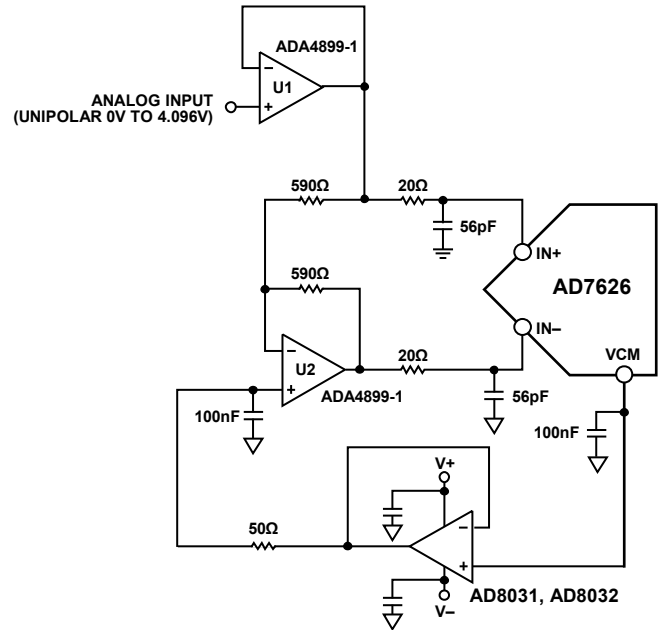 ADA4899-1
U1
−
+
ANALOG INPUT
(UNIPOLAR 0V TO 4.096V)
590Ω
20Ω
56pF
IN+
AD7626
590Ω
IN–
VCM
−
U2
+
20Ω
ADA4899-1
100nF
56pF
100nF
V+
50Ω
−
+
AD8031, AD8032
V–